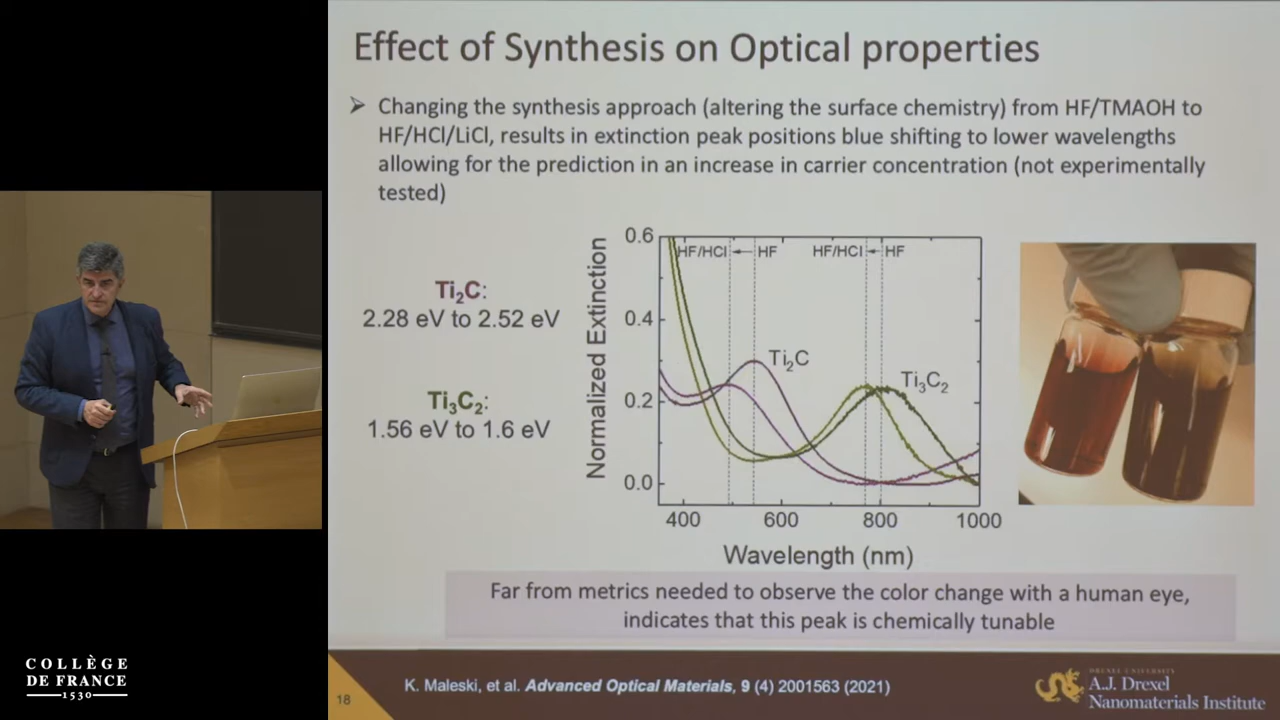 Effect of Synthesis on Optical properties
Changing the synthesis approach (altering the surface chemistry) from HF/TMAOH to
HF/HCl/LiCl, results in extinction peak positions blue shifting to lower wavelengths
allowing for the prediction in an increase in carrier concentration (not experimentally
tested)
Ti₂C:
2.28 eV to 2.52 eV
Ti₃C₂:
1.56 eV to 1.6 eV
Normalized Extinction
0.6
0.4
0.2
0.0
HF/HCl
HF
HF/HCl
HF
Ti₂C
Ti₃C₂
400
600
800
1000
Wavelength (nm)
Far from metrics needed to observe the color change with a human eye,
indicates that this peak is chemically tunable
COLLÈGE
DE FRANCE
1530
18
K. Maleski, et al. Advanced Optical Materials, 9 (4) 2001563 (2021)
DREXEL UNIVERSITY
A.J. Drexel
Nanomaterials Institute